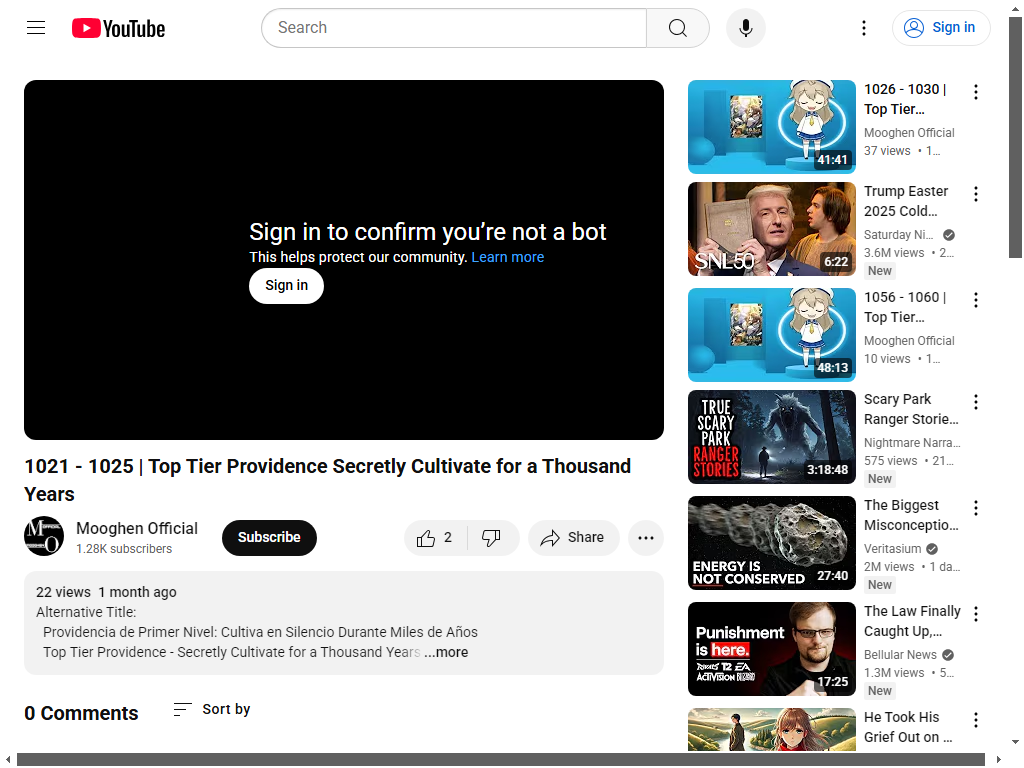 YouTube
Search
Sign in
Sign in to confirm you’re not a bot
This helps protect our community. Learn more
Sign in
1021 - 1025 | Top Tier Providence Secretly Cultivate for a Thousand
Years
Mooghen Official
1.28K subscribers
Subscribe
2
Share
22 views 1 month ago
Alternative Title:
Providencia de Primer Nivel: Cultiva en Silencio Durante Miles de Años
Top Tier Providence - Secretly Cultivate for a Thousand Years ...more
0 Comments
Sort by
41:41
1026 - 1030 |
Top Tier…
Mooghen Official
37 views • 1…
SNL50
6:22
Trump Easter
2025 Cold…
Saturday Ni…
3.6M views • 2…
New
48:13
1056 - 1060 |
Top Tier…
Mooghen Official
10 views • 1…
TRUE
SCARY
PARK
RANGER
STORIES
3:18:48
Scary Park
Ranger Storie…
Nightmare Narra…
575 views • 21…
New
ENERGY IS
NOT CONSERVED
27:40
The Biggest
Misconceptio…
Veritasium
2M views • 1 da…
New
Punishment
is here.
17:25
The Law Finally
Caught Up,…
Bellular News
1.3M views • 5…
New
He Took His
Grief Out on …